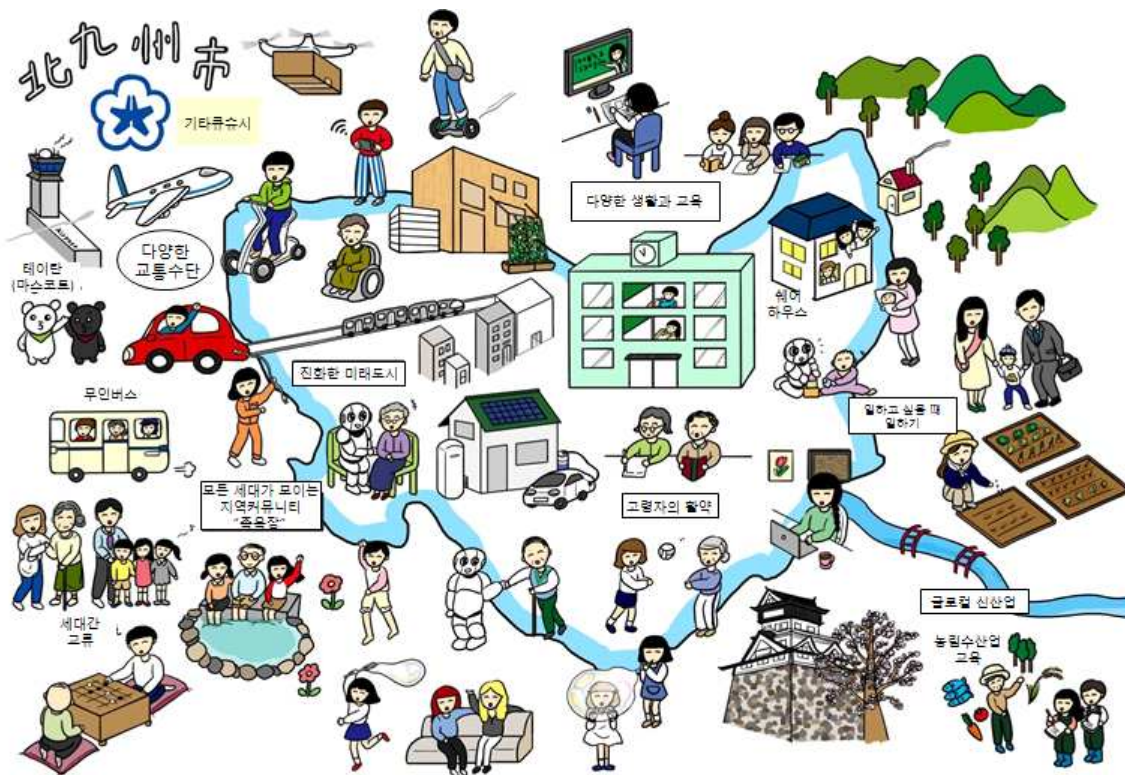 北九州市
기타큐슈시
다양한
교통수단
테이탄
(마스코트)
다양한 생활과 교육
쉐어
하우스
진화한 미래도시
무인버스
일하고 싶을 때
일하기
모든 세대가 모이는
지역커뮤니티
"족욕장"
고령자의 활약
세대간
교류
글로컬 신산업
농림수산업
교육